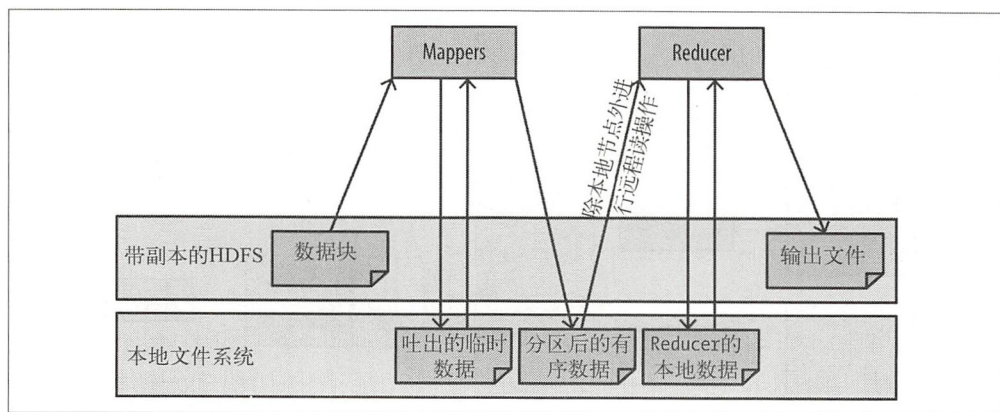 Mappers
Reducer
除本地节点外进
行远程读操作
带副本的HDFS
数据块
输出文件
本地文件系统
吐出的临时
数据
分区后的有
序数据
Reducer的
本地数据